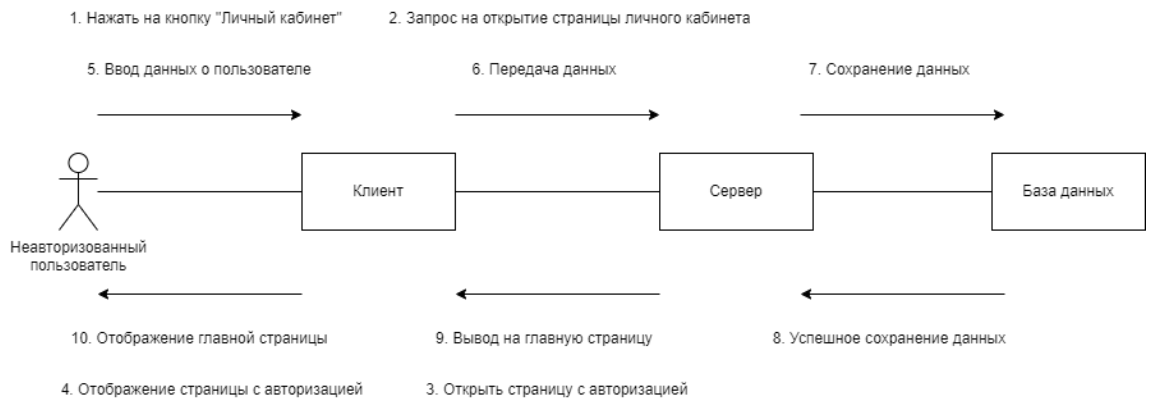 1. Нажать на кнопку "Личный кабинет"
2. Запрос на открытие страницы личного кабинета
5. Ввод данных о пользователе
6. Передача данных
7. Сохранение данных
Клиент
Сервер
База данных
Неавторизованный
пользователь
10. Отображение главной страницы
9. Вывод на главную страницу
8. Успешное сохранение данных
4. Отображение страницы с авторизацией
3. Открыть страницу с авторизацией